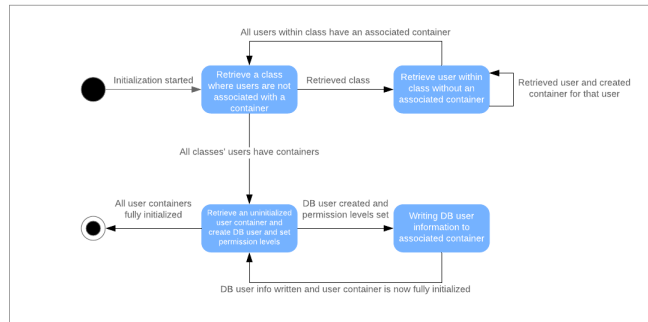 All users within class have an associated container
Initialization started
Retrieve a class
where users are not
associated with a
container
Retrieved class
Retrieve user within
class without an
associated container
Retrieved user and created
container for that user
All classes' users have containers
All user containers
fully initialized
Retrieve an uninitialized
user container and
create DB user and set
permission levels
DB user created and
permission levels set
Writing DB user
information to
associated container
DB user info written and user container is now fully initialized